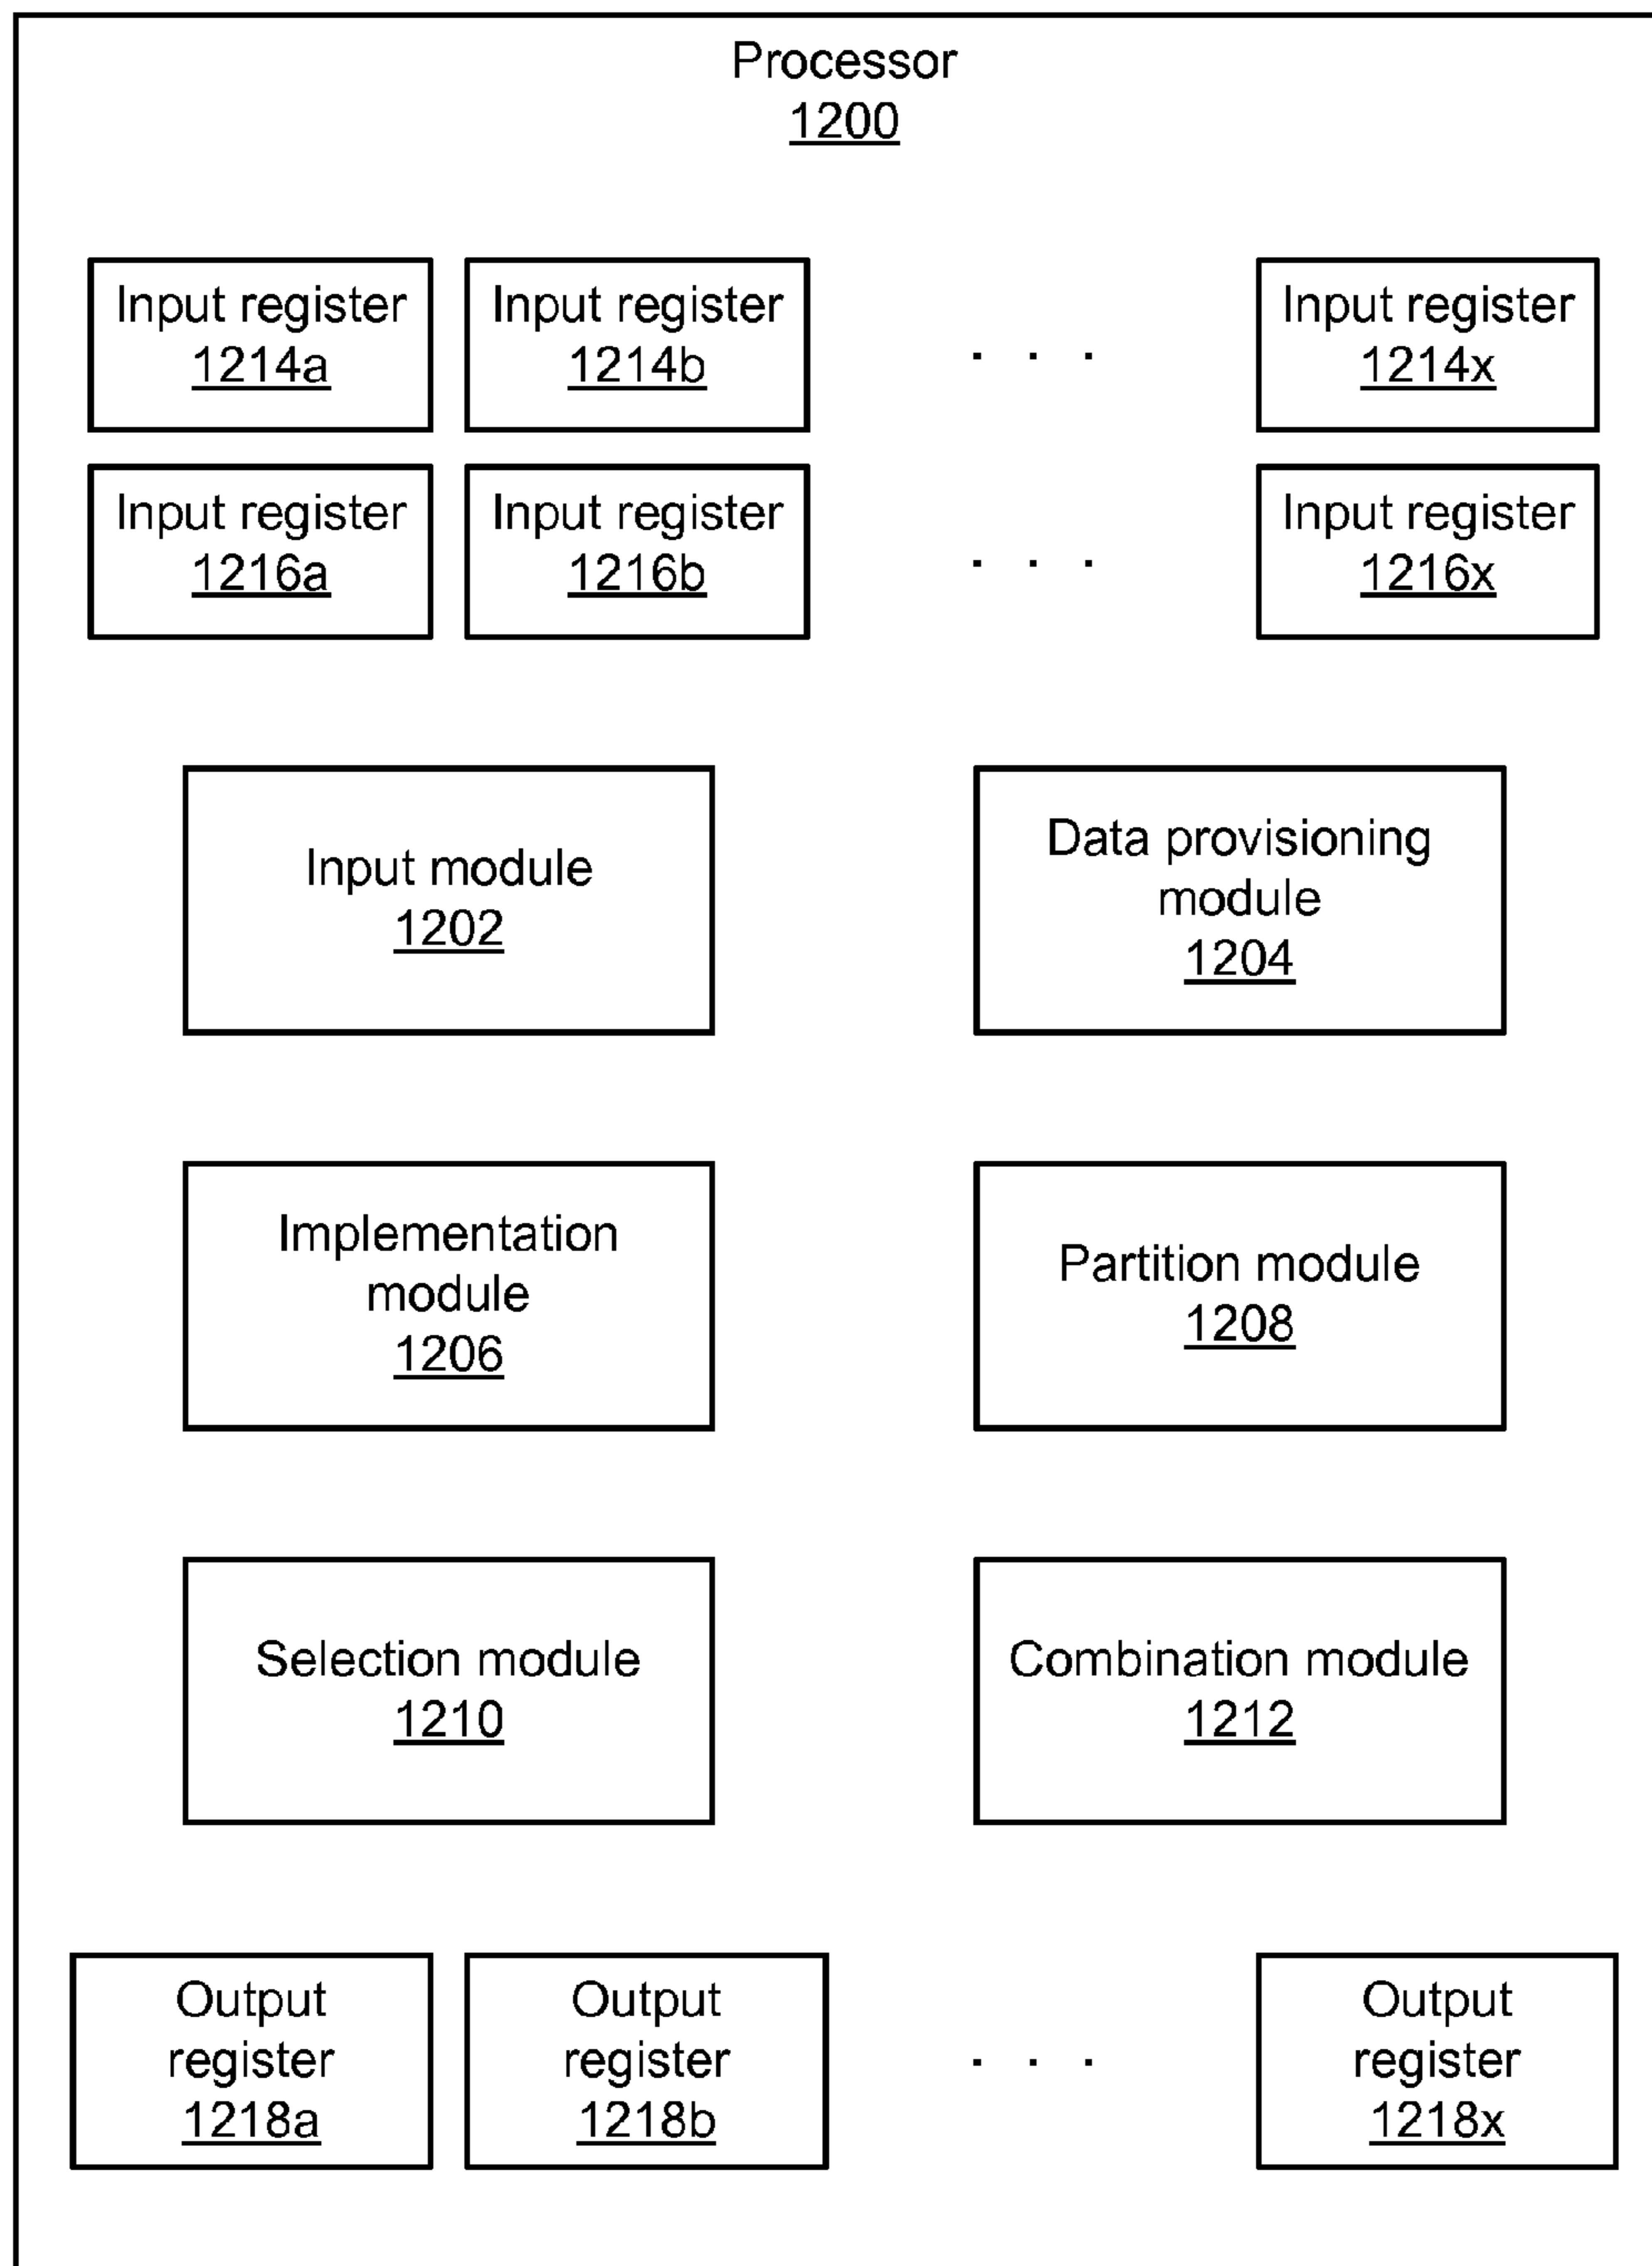 Processor
1200
Input register
1214a
Input register
1214b
. . .
Input register
1214x
Input register
1216a
Input register
1216b
. . .
Input register
1216x
Input module
1202
Data provisioning
module
1204
Implementation
module
1206
Partition module
1208
Selection module
1210
Combination module
1212
Output
register
1218a
Output
register
1218b
. . .
Output
register
1218x